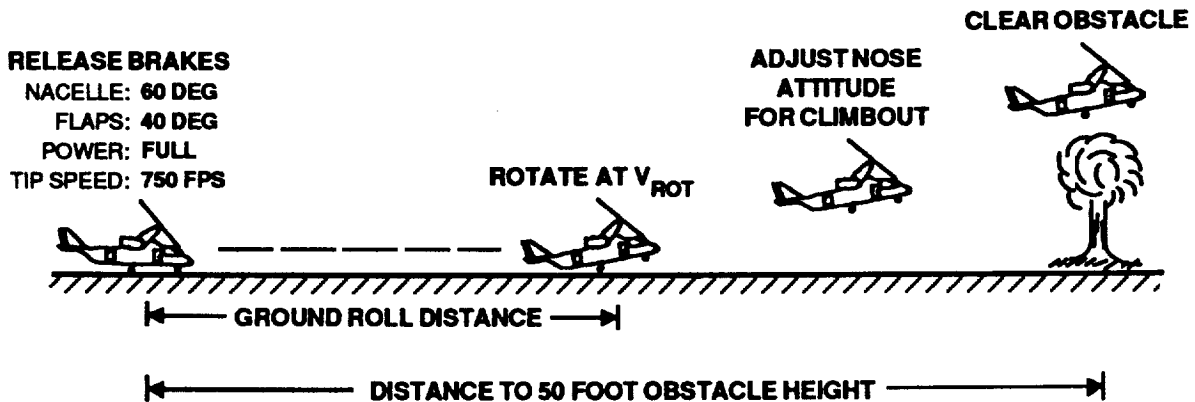 RELEASE BRAKES
NACELLE: 60 DEG
FLAPS: 40 DEG
POWER: FULL
TIP SPEED: 750 FPS
ROTATE AT VROT
ADJUST NOSE
ATTITUDE
FOR CLIMBOUT
CLEAR OBSTACLE
GROUND ROLL DISTANCE
DISTANCE TO 50 FOOT OBSTACLE HEIGHT